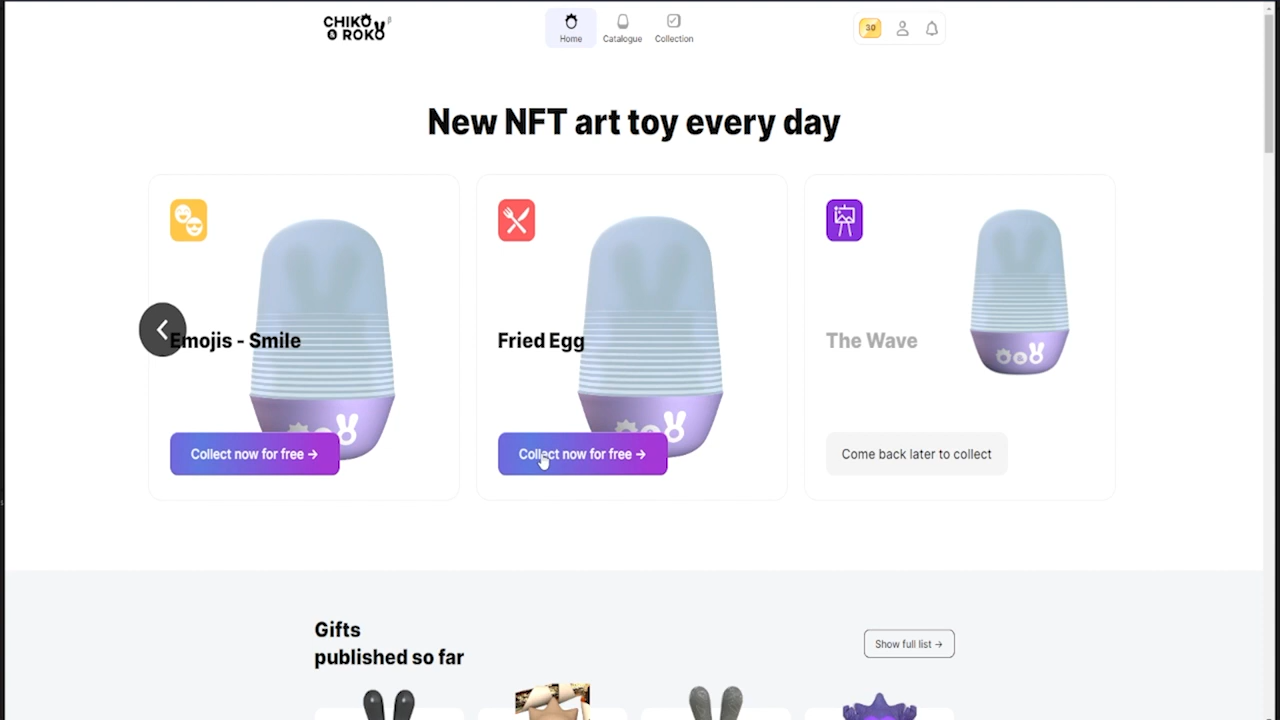 CHIKO
& ROKO β
Home
Catalogue
Collection
30
New NFT art toy every day
Emojis - Smile
Fried Egg
The Wave
Collect now for free →
Collect now for free →
Come back later to collect
Gifts
published so far
Show full list →